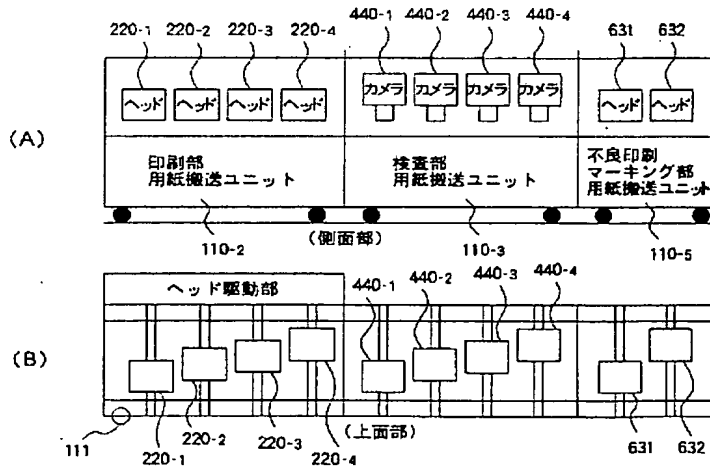 220-1 220-2 220-3 220-4 440-1 440-2 440-3 440-4 631 632
(A)
ヘッド ヘッド ヘッド ヘッド カメラ カメラ カメラ カメラ ヘッド ヘッド
印刷部
用紙搬送ユニット
検査部
用紙搬送ユニット
不良印刷
マーキング部
用紙搬送ユニット
110-2 (側面部) 110-3 110-5
(B)
ヘッド駆動部
440-1 440-2 440-3 440-4
111 220-1 220-2 220-3 220-4 (上面部) 631 632